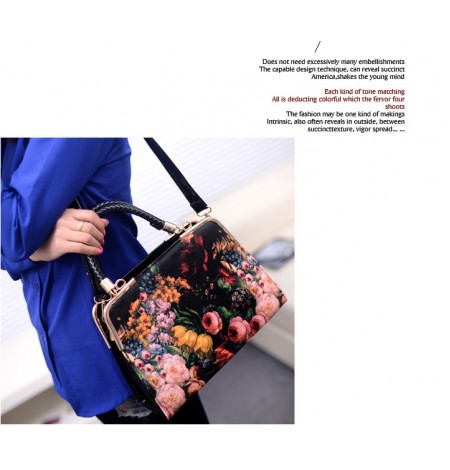 Does not need excessively many embellishments
The capable design technique, can reveal succinct
America,shakes the young mind
Each kind of tone matching
All is deducting colorful which the fervor four
shoots
The fashion may be one kind of makings
Intrinsic, also often reveals in outside, between
succincttexture, vigor spread... ...